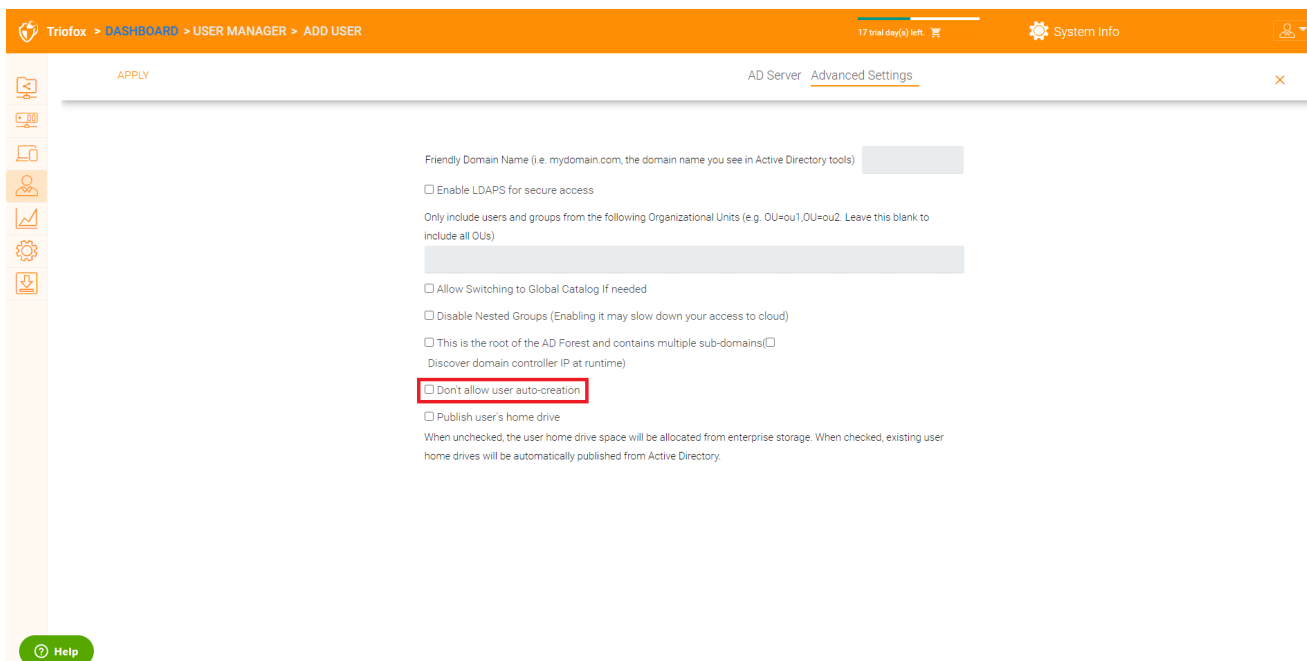 Triofox > DASHBOARD > USER MANAGER > ADD USER
17 trial day(s) left.
System Info
APPLY
AD Server Advanced Settings
Friendly Domain Name (i.e. mydomain.com, the domain name you see in Active Directory tools)
Enable LDAPS for secure access
Only include users and groups from the following Organizational Units (e.g. OU=ou1,OU=ou2. Leave this blank to
include all OUs)
Allow Switching to Global Catalog If needed
Disable Nested Groups (Enabling it may slow down your access to cloud)
This is the root of the AD Forest and contains multiple sub-domains(
Discover domain controller IP at runtime)
Don't allow user auto-creation
Publish user's home drive
When unchecked, the user home drive space will be allocated from enterprise storage. When checked, existing user
home drives will be automatically published from Active Directory.
Help